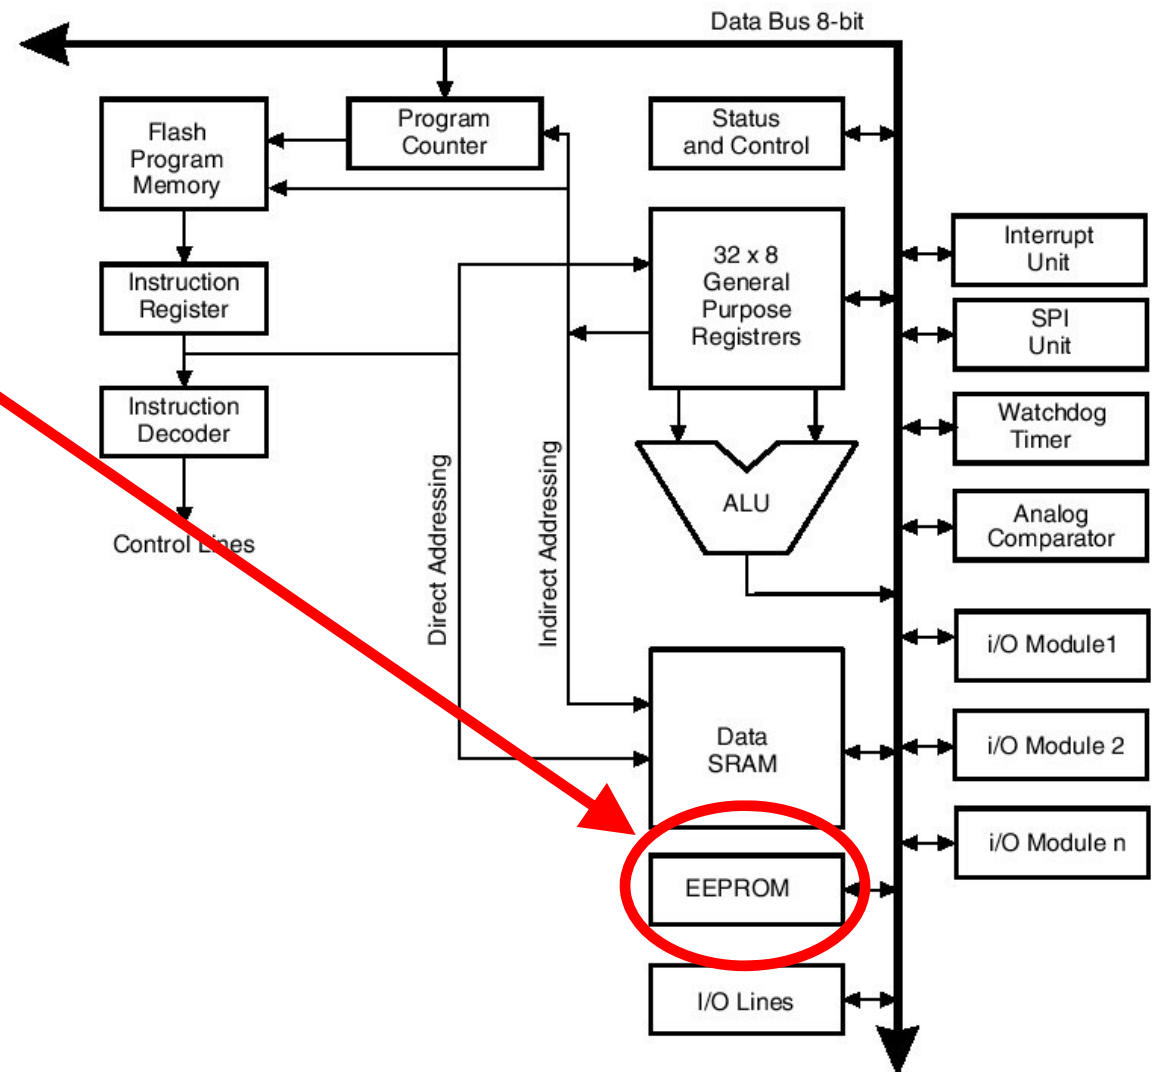 Data Bus 8-bit
Flash
Program
Memory
Program
Counter
Status
and Control
Instruction
Register
32 x 8
General
Purpose
Registrers
Interrupt
Unit
SPI
Unit
Instruction
Decoder
Watchdog
Timer
ALU
Analog
Comparator
Control Lines
Direct Addressing
Indirect Addressing
i/O Module1
Data
SRAM
i/O Module 2
i/O Module n
EEPROM
I/O Lines